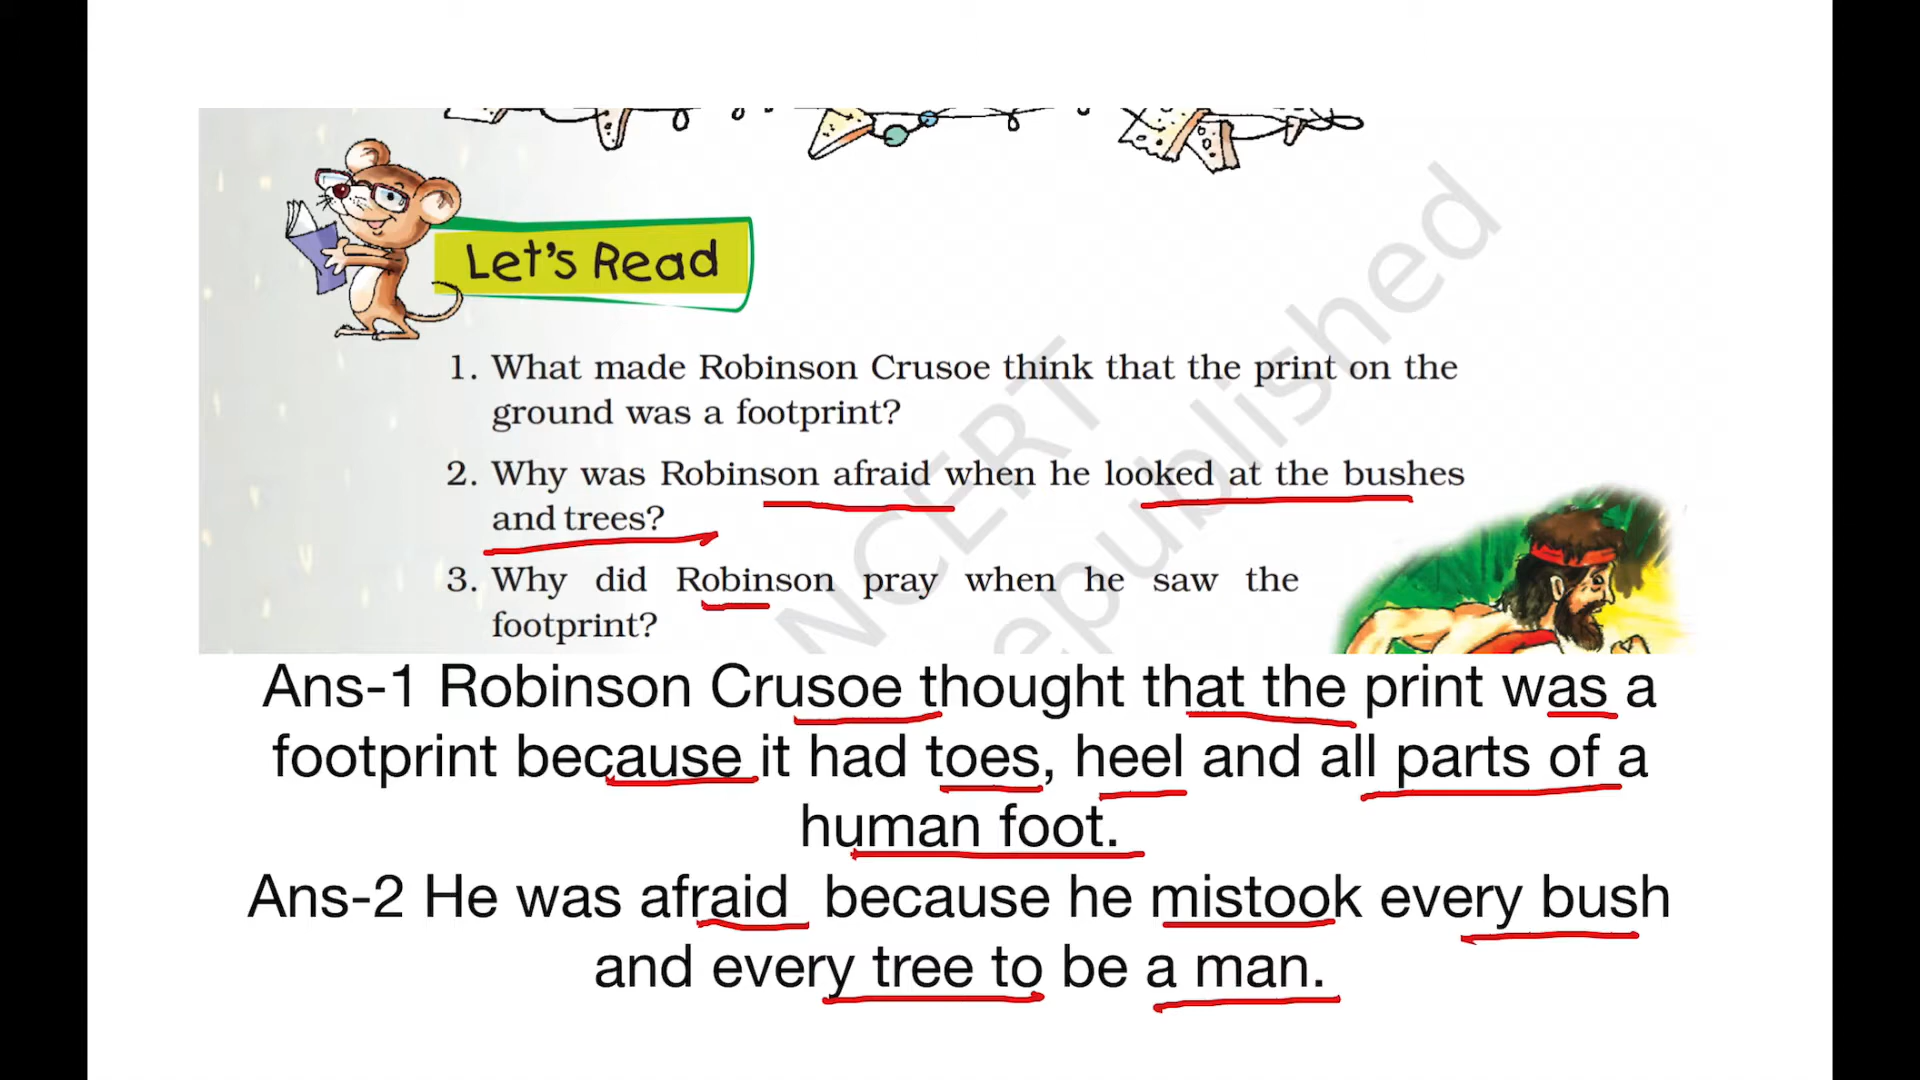 Let's Read
1. What made Robinson Crusoe think that the print on the
ground was a footprint?
2. Why was Robinson afraid when he looked at the bushes
and trees?
3. Why did Robinson pray when he saw the
footprint?
NCERT
republished
Ans-1 Robinson Crusoe thought that the print was a
footprint because it had toes, heel and all parts of a
human foot.
Ans-2 He was afraid because he mistook every bush
and every tree to be a man.